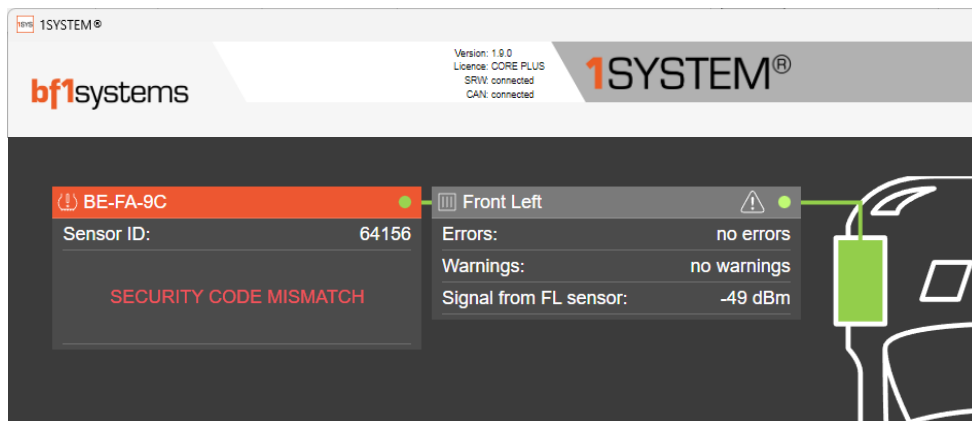 1SYS 1SYSTEM®
Version: 1.9.0
Licence: CORE PLUS
SRW: connected
CAN: connected
bf1systems
1SYSTEM®
BE-FA-9C
Sensor ID: 64156
SECURITY CODE MISMATCH
Front Left
Errors: no errors
Warnings: no warnings
Signal from FL sensor: -49 dBm